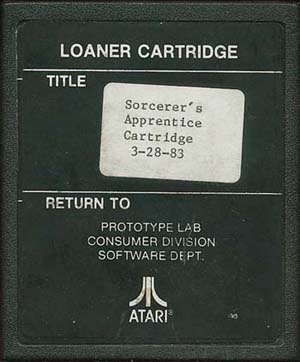 LOANER CARTRIDGE
TITLE
Sorcerer's
Apprentice
Cartridge
3-28-83
RETURN TO
PROTOTYPE LAB
CONSUMER DIVISION
SOFTWARE DEPT.
ATARI®